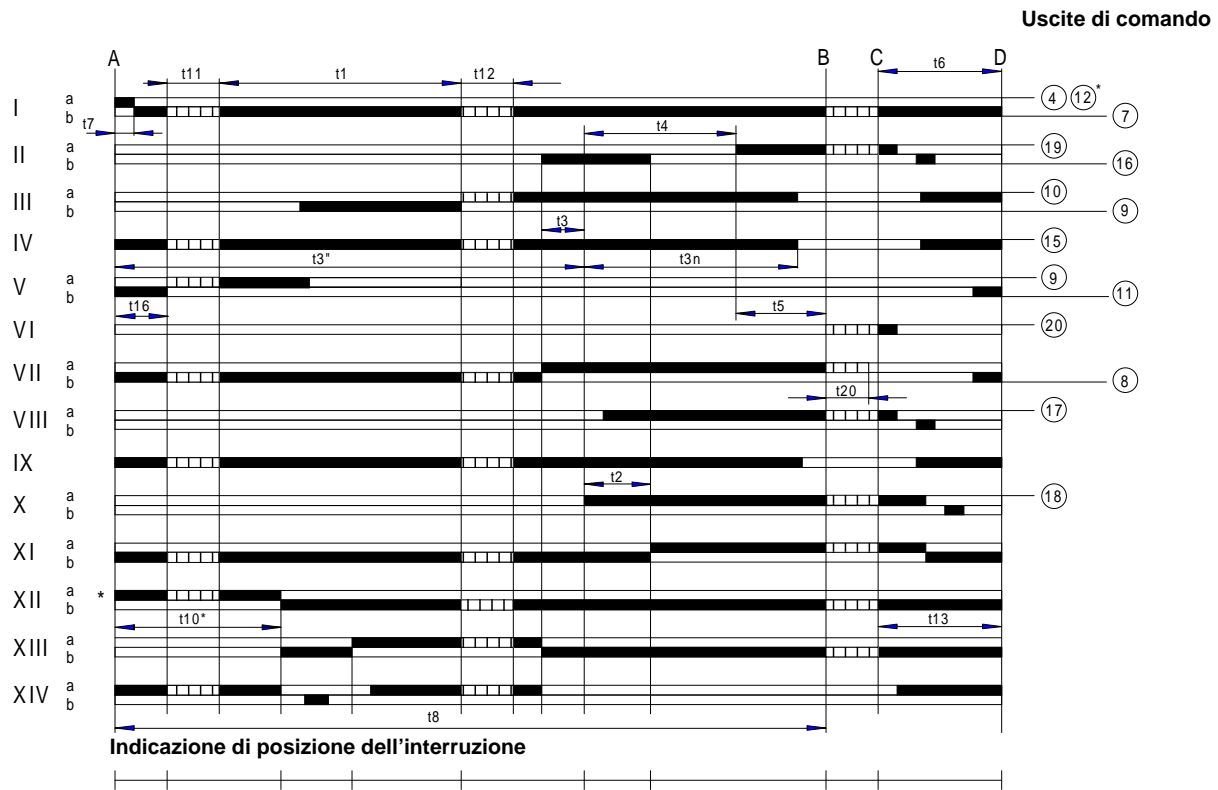 Uscite di comando
A B C D
t11 t1 t12 t6
I a b 4 12* 7
t7 t4
II a b 19 16
III a b 10 9
t3
IV 15
t3" t3n
V a b 9 11
t16 t5
VI 20
VII a b 8
t20
VIII a b 17
IX
t2
X a b 18
XI a b
XII a b *
t10* t13
XIII a b
XIV a b
t8
Indicazione di posizione dell'interruzione